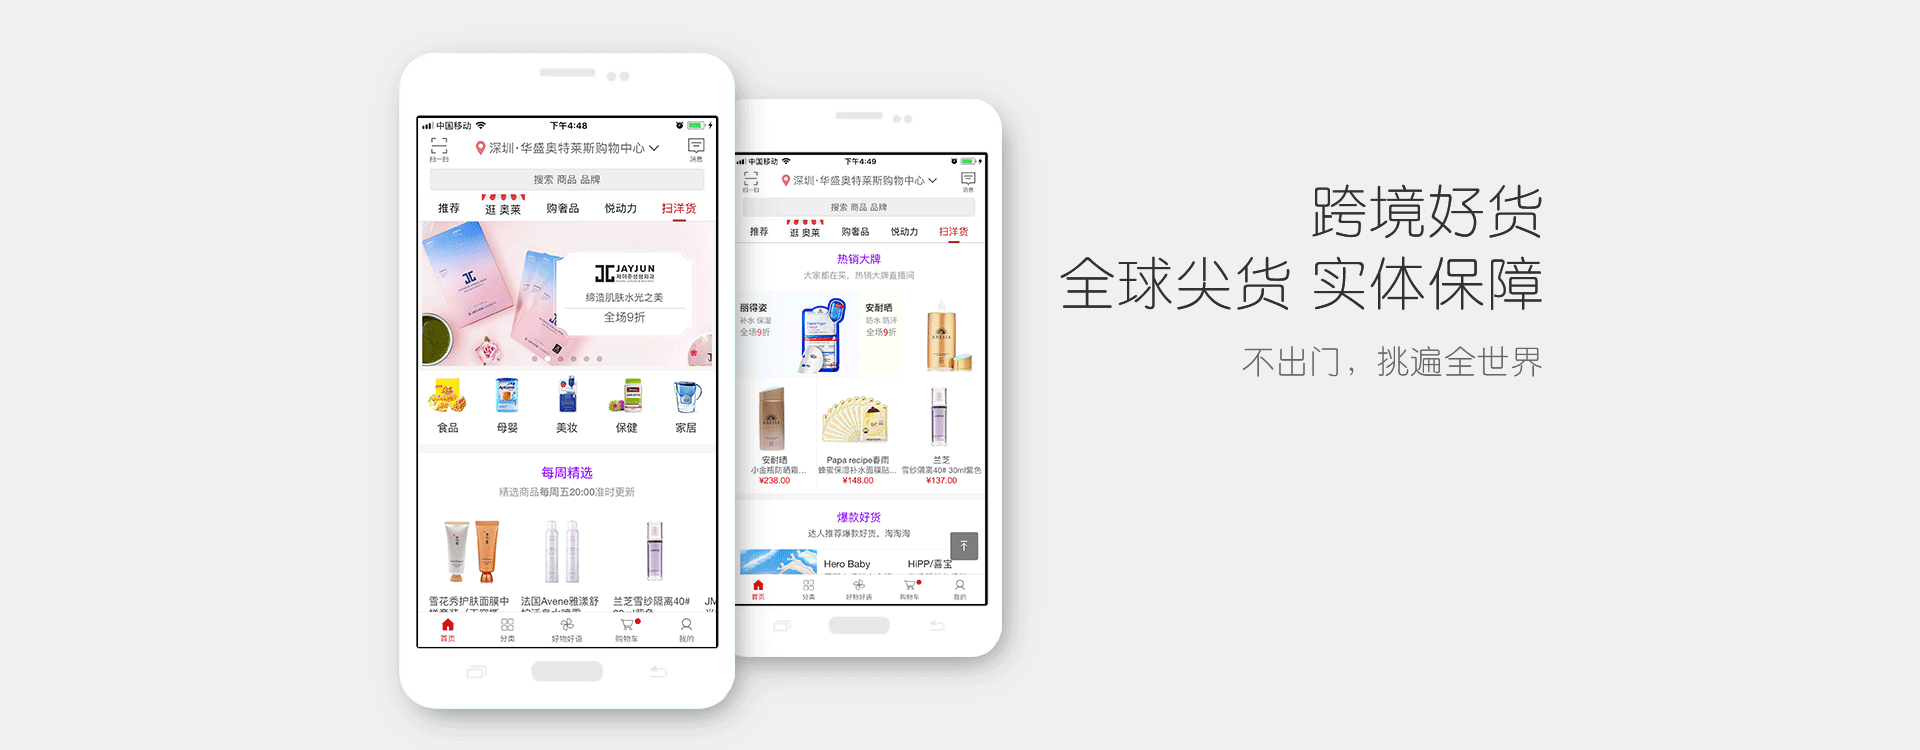 中国移动
下午4:48
扫一扫
深圳·华盛奥特莱斯购物中心
消息
搜索 商品 品牌
推荐
逛 奥莱
购奢品
悦动力
扫洋货
JAYJUN
缔造肌肤水光之美
全场9折
食品
母婴
美妆
保健
家居
每周精选
精选商品每周五20:00准时更新
雪花秀护肤面膜中
法国Avene雅漾舒
兰芝雪纱隔离40#
JM
首页
分类
好物好语
购物车
我的
中国移动
下午4:49
扫一扫
深圳·华盛奥特莱斯购物中心
消息
搜索 商品 品牌
推荐
逛 奥莱
购奢品
悦动力
扫洋货
热销大牌
大家都在买，热销大牌直播间
丽得姿
补水 保湿
全场9折
安耐晒
防水 防汗
全场9折
ANESSA
安耐晒
小金瓶防晒霜...
¥238.00
Papa recipe春雨
蜂蜜保湿补水面膜贴...
¥148.00
兰芝
雪纱隔离40# 30ml紫色
¥137.00
爆款好货
达人推荐爆款好货，淘淘淘
Hero Baby
HiPP/喜宝
首页
分类
好物好语
购物车
我的
跨境好货
全球尖货 实体保障
不出门，挑遍全世界